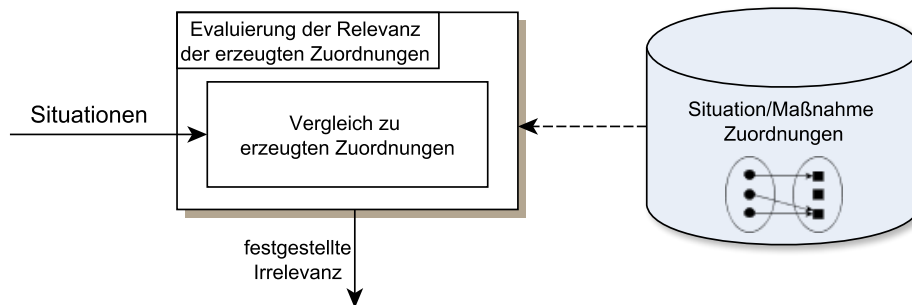 Evaluierung der Relevanz
der erzeugten Zuordnungen
Situationen
Vergleich zu
erzeugten Zuordnungen
Situation/Maßnahme
Zuordnungen
festgestellte
Irrelevanz